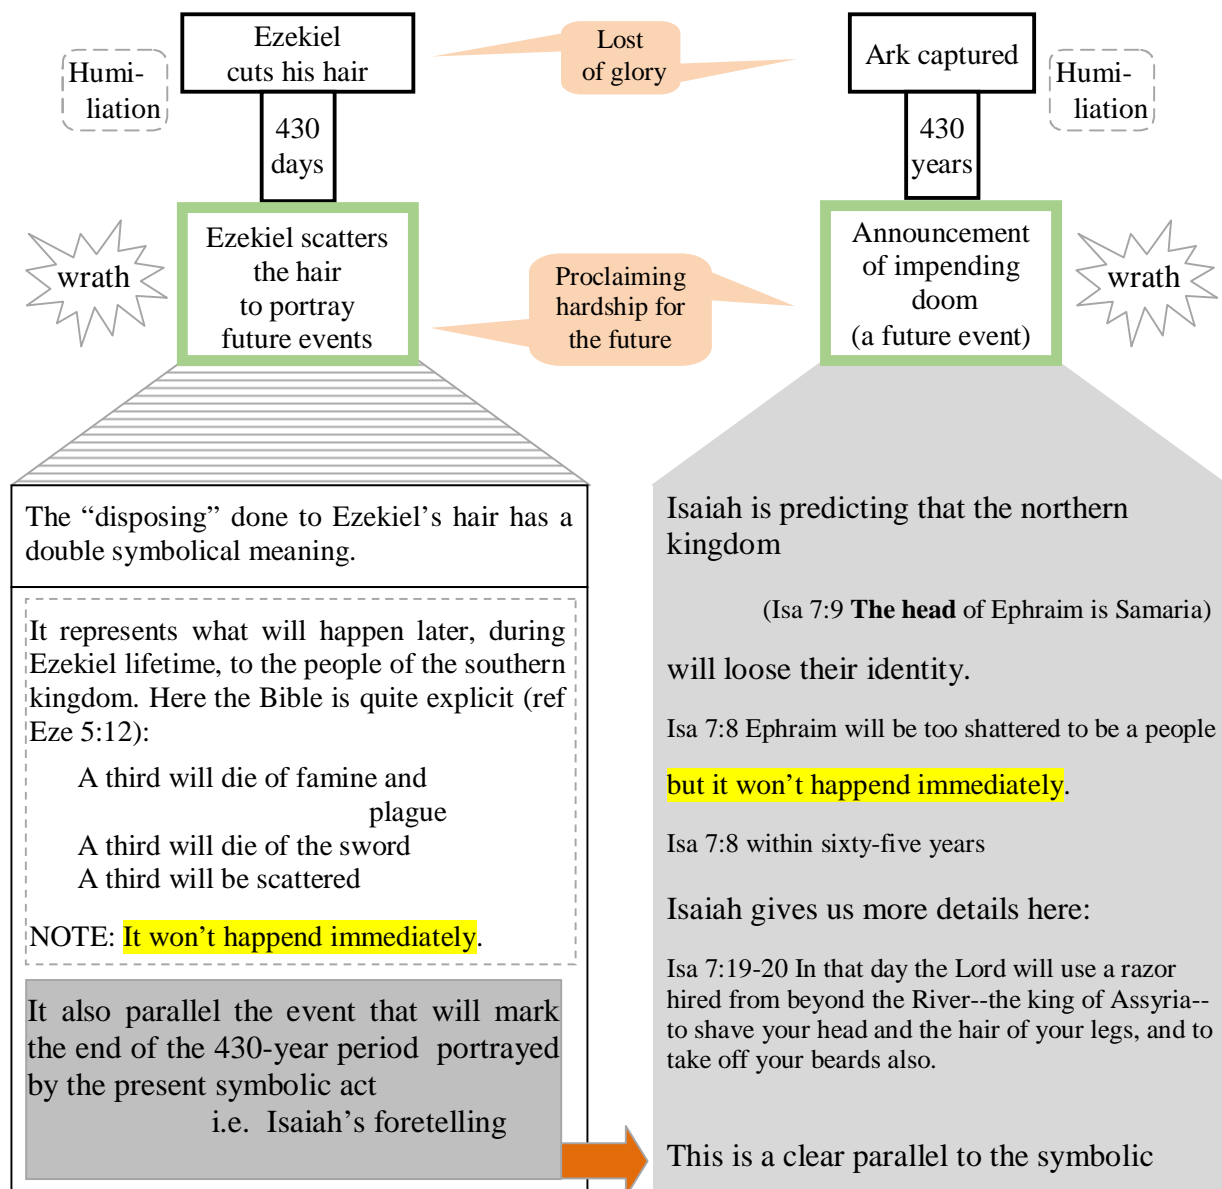 Ezekiel
cuts his hair
Humi-
liation
430
days
Lost
of glory
Ark captured
Humi-
liation
430
years
wrath
Ezekiel scatters
the hair
to portray
future events
Proclaiming
hardship for
the future
Announcement
of impending
doom
(a future event)
wrath
The “disposing” done to Ezekiel’s hair has a
double symbolical meaning.
It represents what will happen later, during
Ezekiel lifetime, to the people of the southern
kingdom. Here the Bible is quite explicit (ref
Eze 5:12):
A third will die of famine and
plague
A third will die of the sword
A third will be scattered
NOTE: It won’t happend immediately.
It also parallel the event that will mark
the end of the 430-year period portrayed
by the present symbolic act
i.e. Isaiah’s foretelling
Isaiah is predicting that the northern
kingdom
(Isa 7:9 The head of Ephraim is Samaria)
will loose their identity.
Isa 7:8 Ephraim will be too shattered to be a people
but it won’t happend immediately.
Isa 7:8 within sixty-five years
Isaiah gives us more details here:
Isa 7:19-20 In that day the Lord will use a razor
hired from beyond the River--the king of Assyria--
to shave your head and the hair of your legs, and to
take off your beards also.
This is a clear parallel to the symbolic